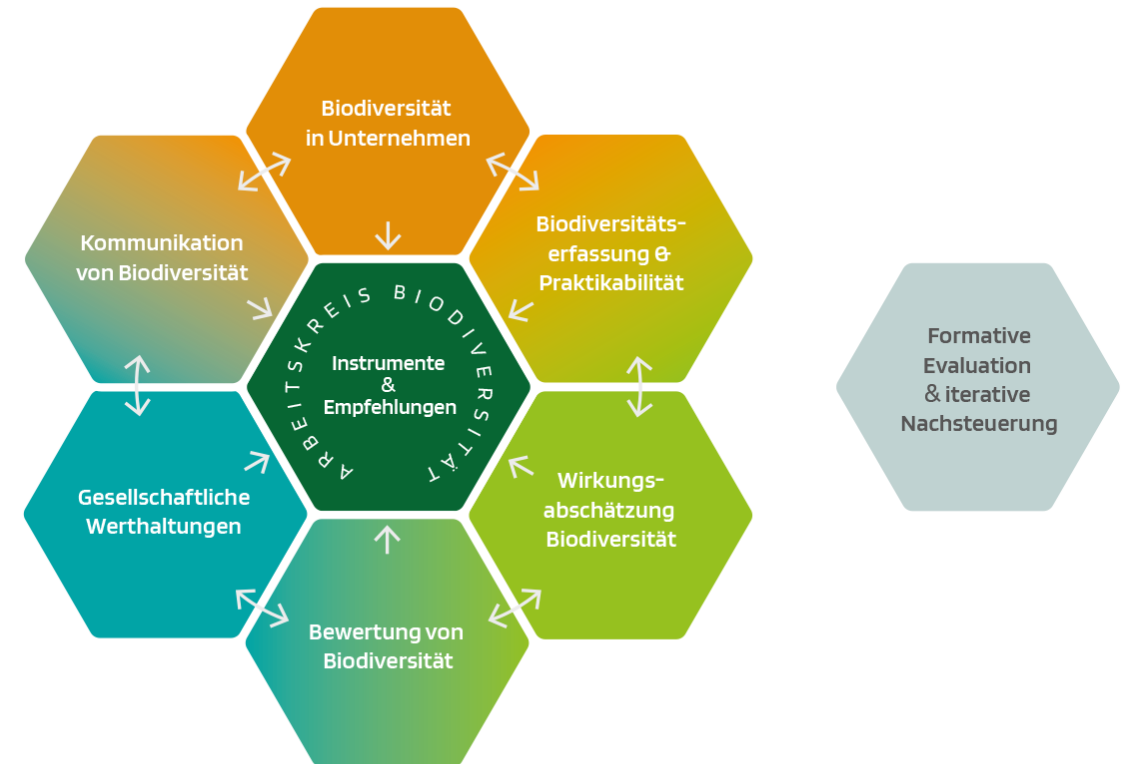 Biodiversität
in Unternehmen
Kommunikation
von Biodiversität
Biodiversitäts-
erfassung &
Praktikabilität
ARBEITSKREIS BIODIVERSITÄT
Instrumente
&
Empfehlungen
Gesellschaftliche
Werthaltungen
Wirkungs-
abschätzung
Biodiversität
Bewertung von
Biodiversität
Formative
Evaluation
& iterative
Nachsteuerung